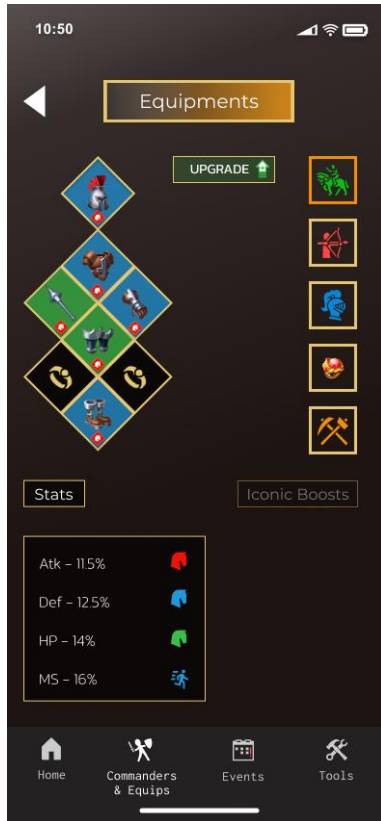 10:50
Equipments
UPGRADE
Stats
Iconic Boosts
Atk – 11.5%
Def – 12.5%
HP – 14%
MS – 16%
Home
Commanders
& Equips
Events
Tools